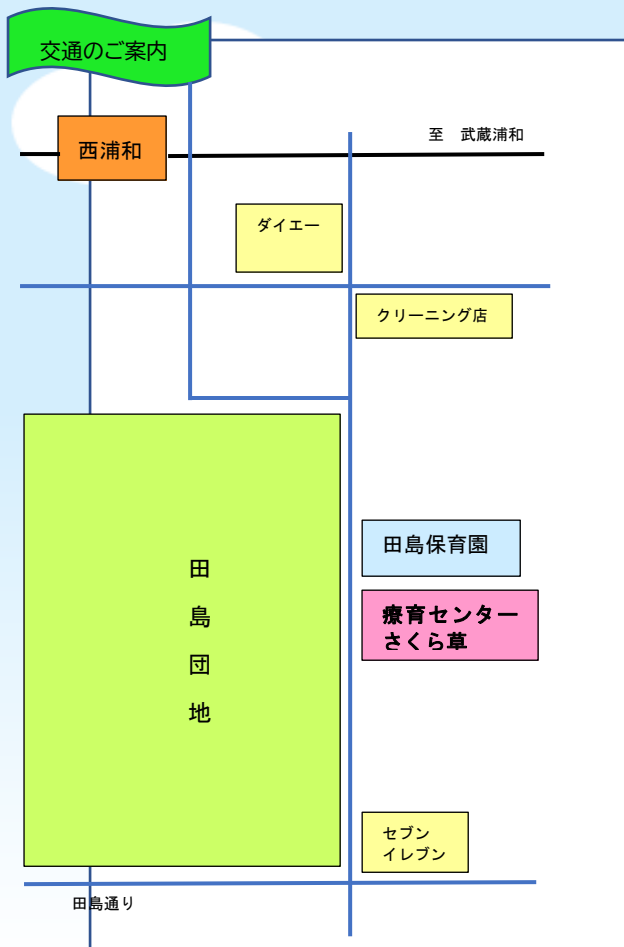 交通のご案内
至　武蔵浦和
西浦和
ダイエー
クリーニング店
田島保育園
田島団地
療育センター
さくら草
セブン
イレブン
田島通り